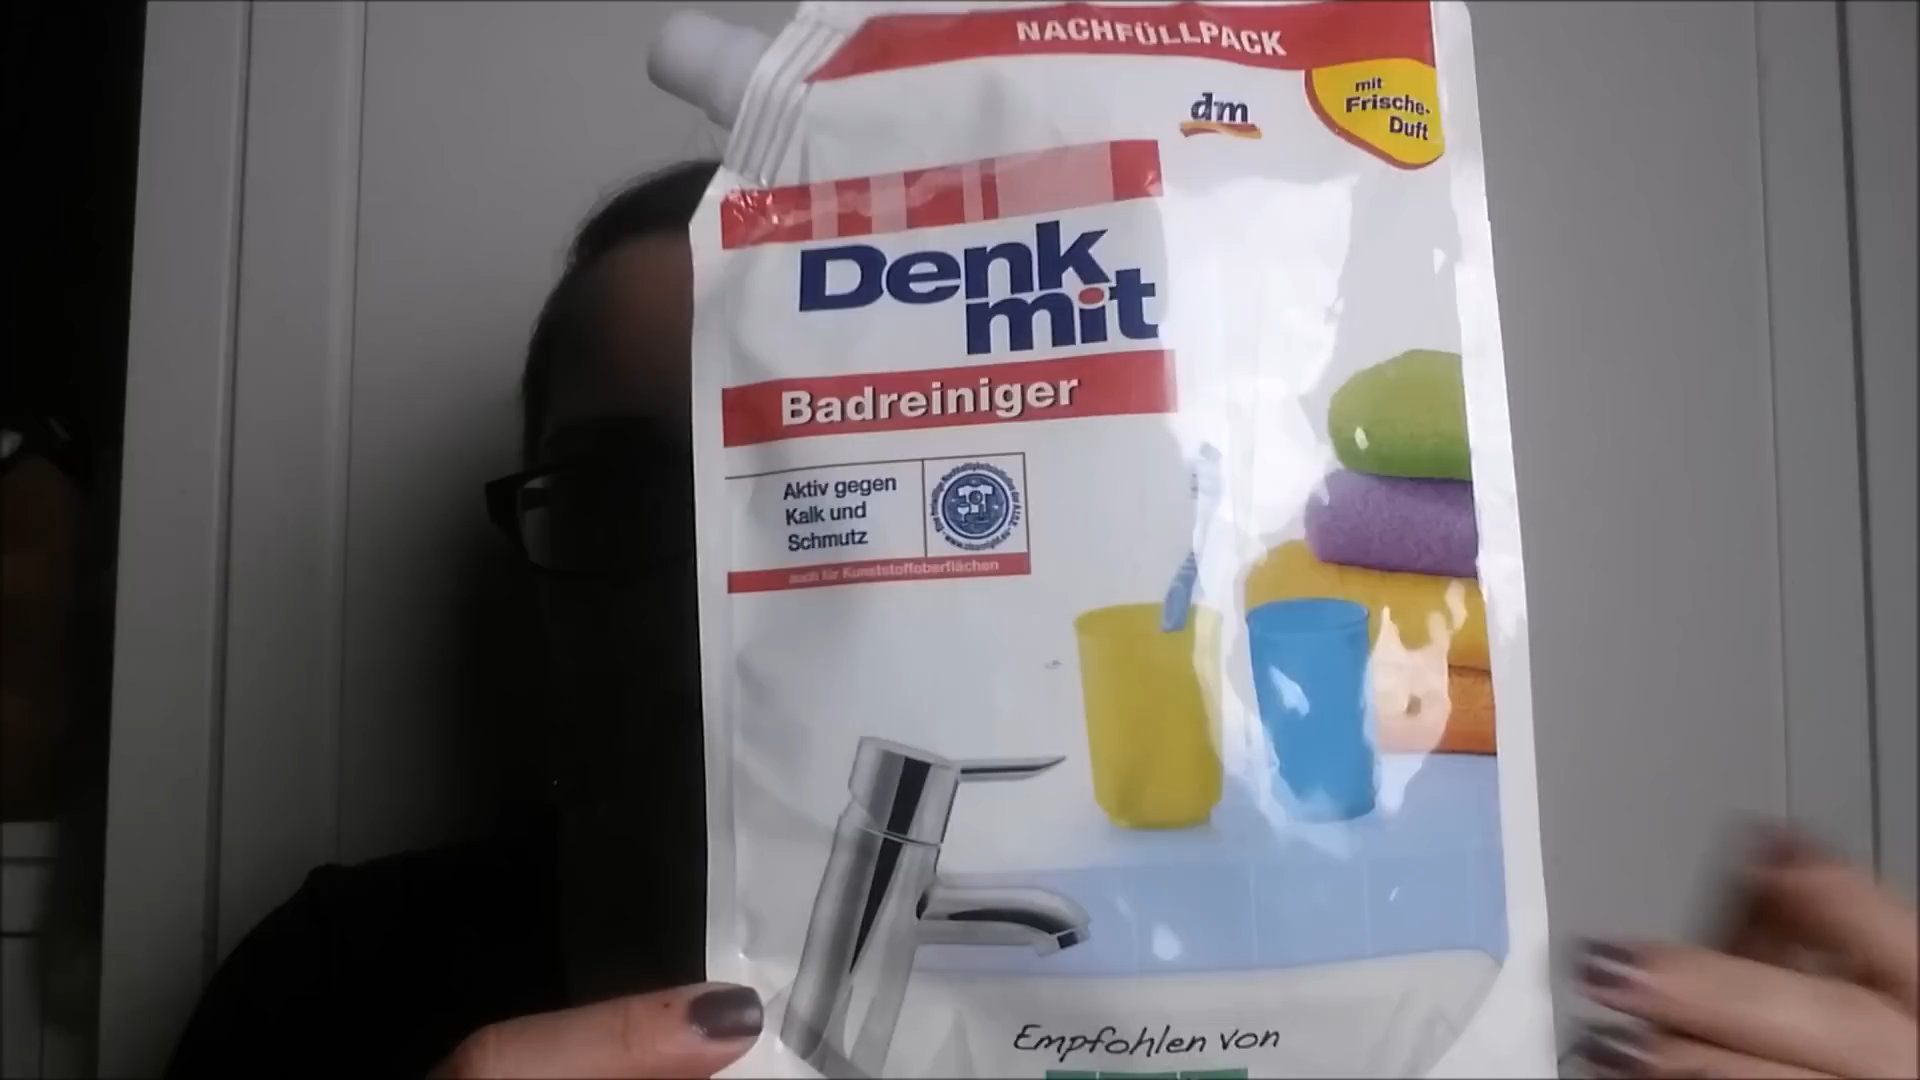 NACHFÜLLPACK
dm
mit
Frische-
Duft
Denk
mit
Badreiniger
Aktiv gegen
Kalk und
Schmutz
auch für Kunststoffoberflächen
Empfohlen von